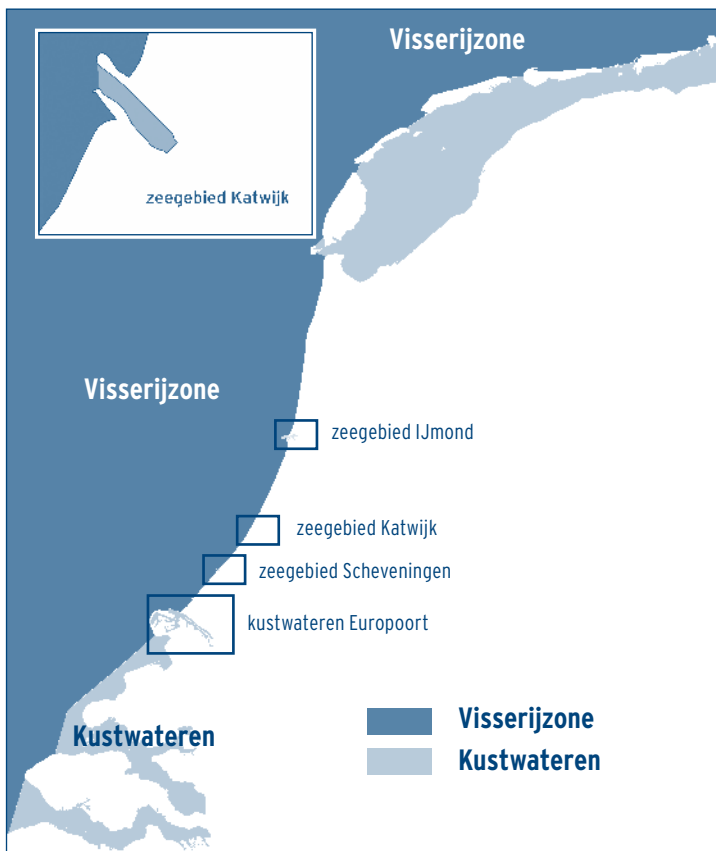 Visserijzone
zeegebied Katwijk
Visserijzone
zeegebied IJmond
zeegebied Katwijk
zeegebied Scheveningen
kustwateren Europoort
Kustwateren
Visserijzone
Kustwateren